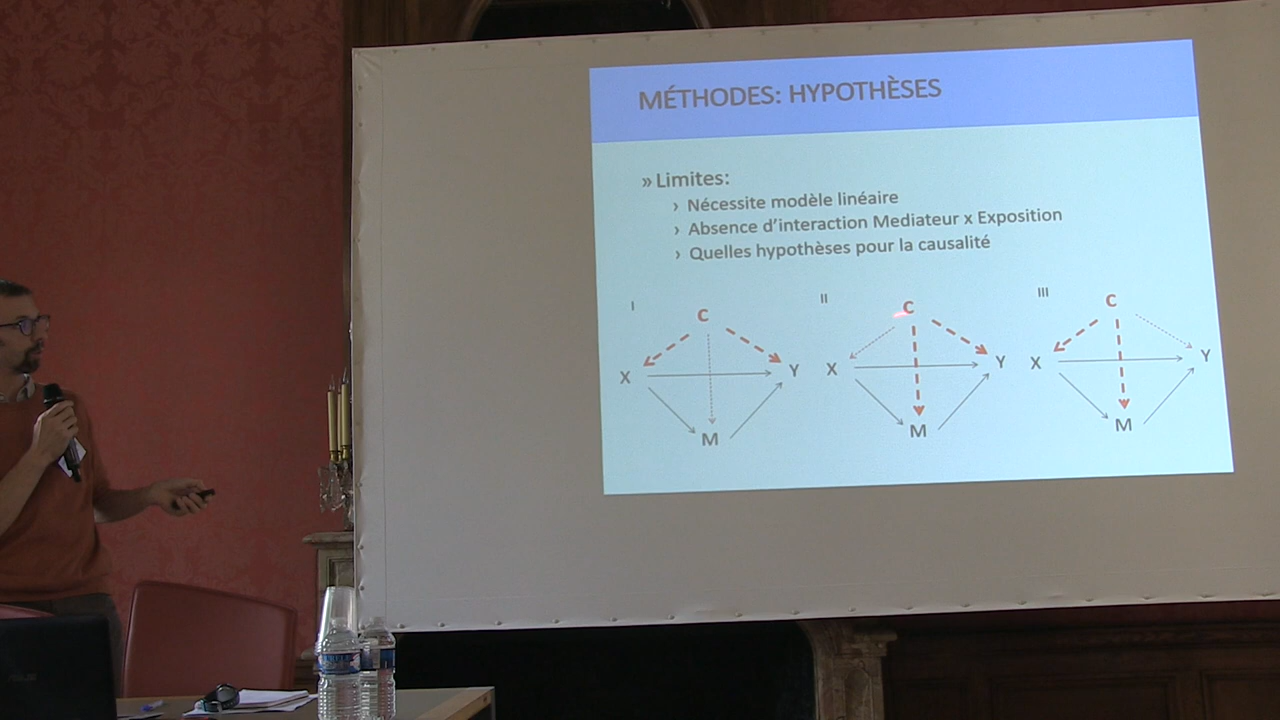 MÉTHODES: HYPOTHÈSES
» Limites:
› Nécessite modèle linéaire
› Absence d'interaction Mediateur x Exposition
› Quelles hypothèses pour la causalité
I
C
X
Y
M
II
C
X
Y
M
III
C
X
Y
M